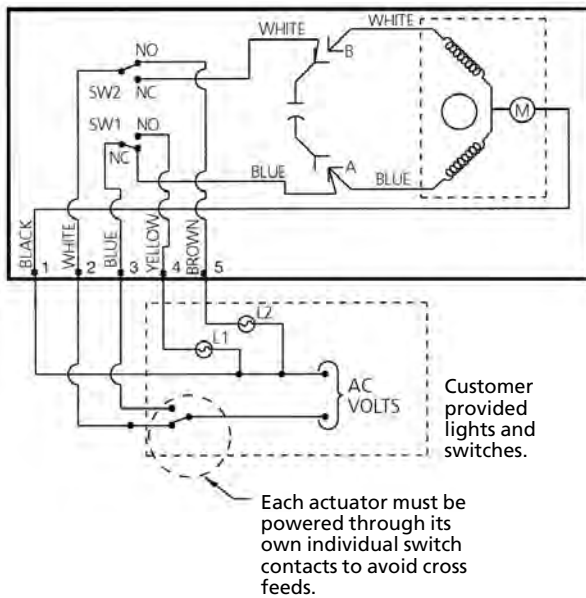 WHITE
WHITE
NO
B
SW2
NC
SW1
NO
NC
M
A
BLUE
BLUE
BLACK
WHITE
BLUE
YELLOW
BROWN
1
2
3
4
5
L2
L1
AC
VOLTS
Customer
provided
lights and
switches.
Each actuator must be
powered through its
own individual switch
contacts to avoid cross
feeds.